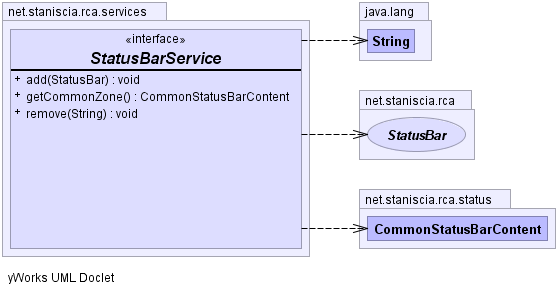 net.staniscia.rca.services
«interface»
StatusBarService
+ add(StatusBar) : void
+ getCommonZone() : CommonStatusBarContent
+ remove(String) : void
java.lang
String
net.staniscia.rca
StatusBar
net.staniscia.rca.status
CommonStatusBarContent
yWorks UML Doclet